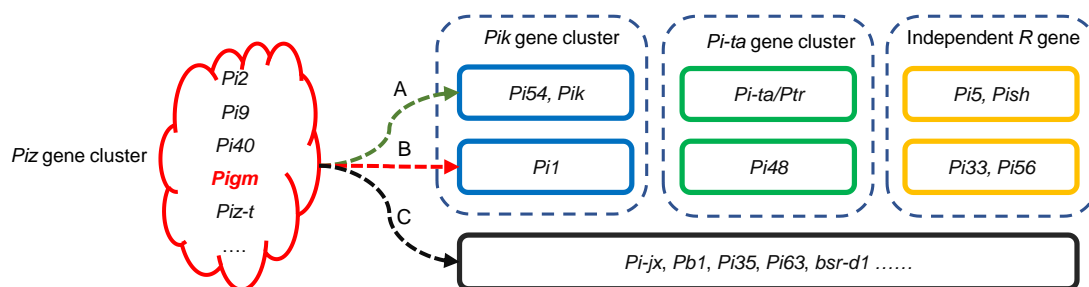 Pik gene cluster
Pi-ta gene cluster
Independent R gene
Piz gene cluster
Pi2
Pi9
Pi40
Pigm
Piz-t
….
A
B
C
Pi54, Pik
Pi-ta/Ptr
Pi5, Pish
Pi1
Pi48
Pi33, Pi56
Pi-jx, Pb1, Pi35, Pi63, bsr-d1 ……